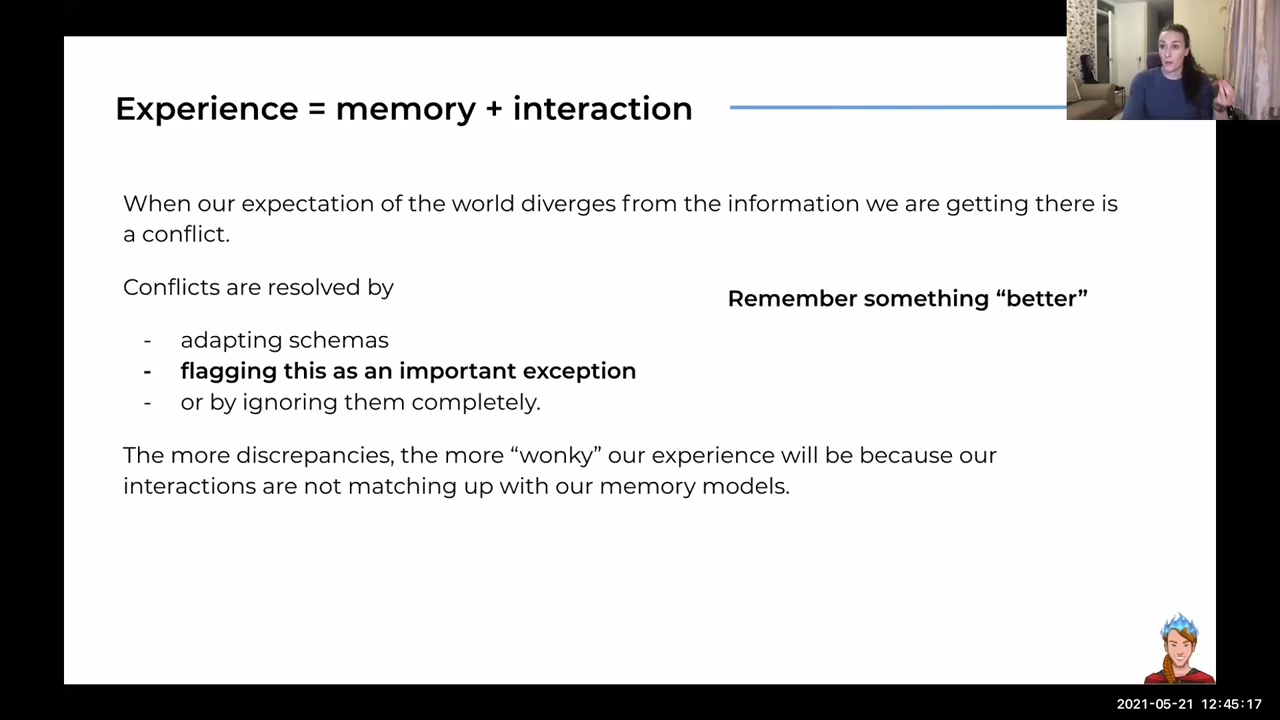 Experience = memory + interaction
When our expectation of the world diverges from the information we are getting there is
a conflict.
Conflicts are resolved by
Remember something “better”
- adapting schemas
- flagging this as an important exception
- or by ignoring them completely.
The more discrepancies, the more “wonky” our experience will be because our
interactions are not matching up with our memory models.
2021-05-21 12:45:17